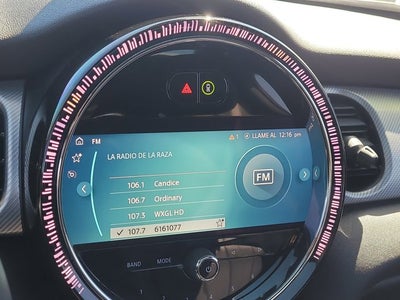 FM
1 LLAME AL 12:16 pm
LA RADIO DE LA RAZA
106.1 Candice
106.7 Ordinary
107.3 WXGL HD
107.7 6161077
FM
BAND MODE